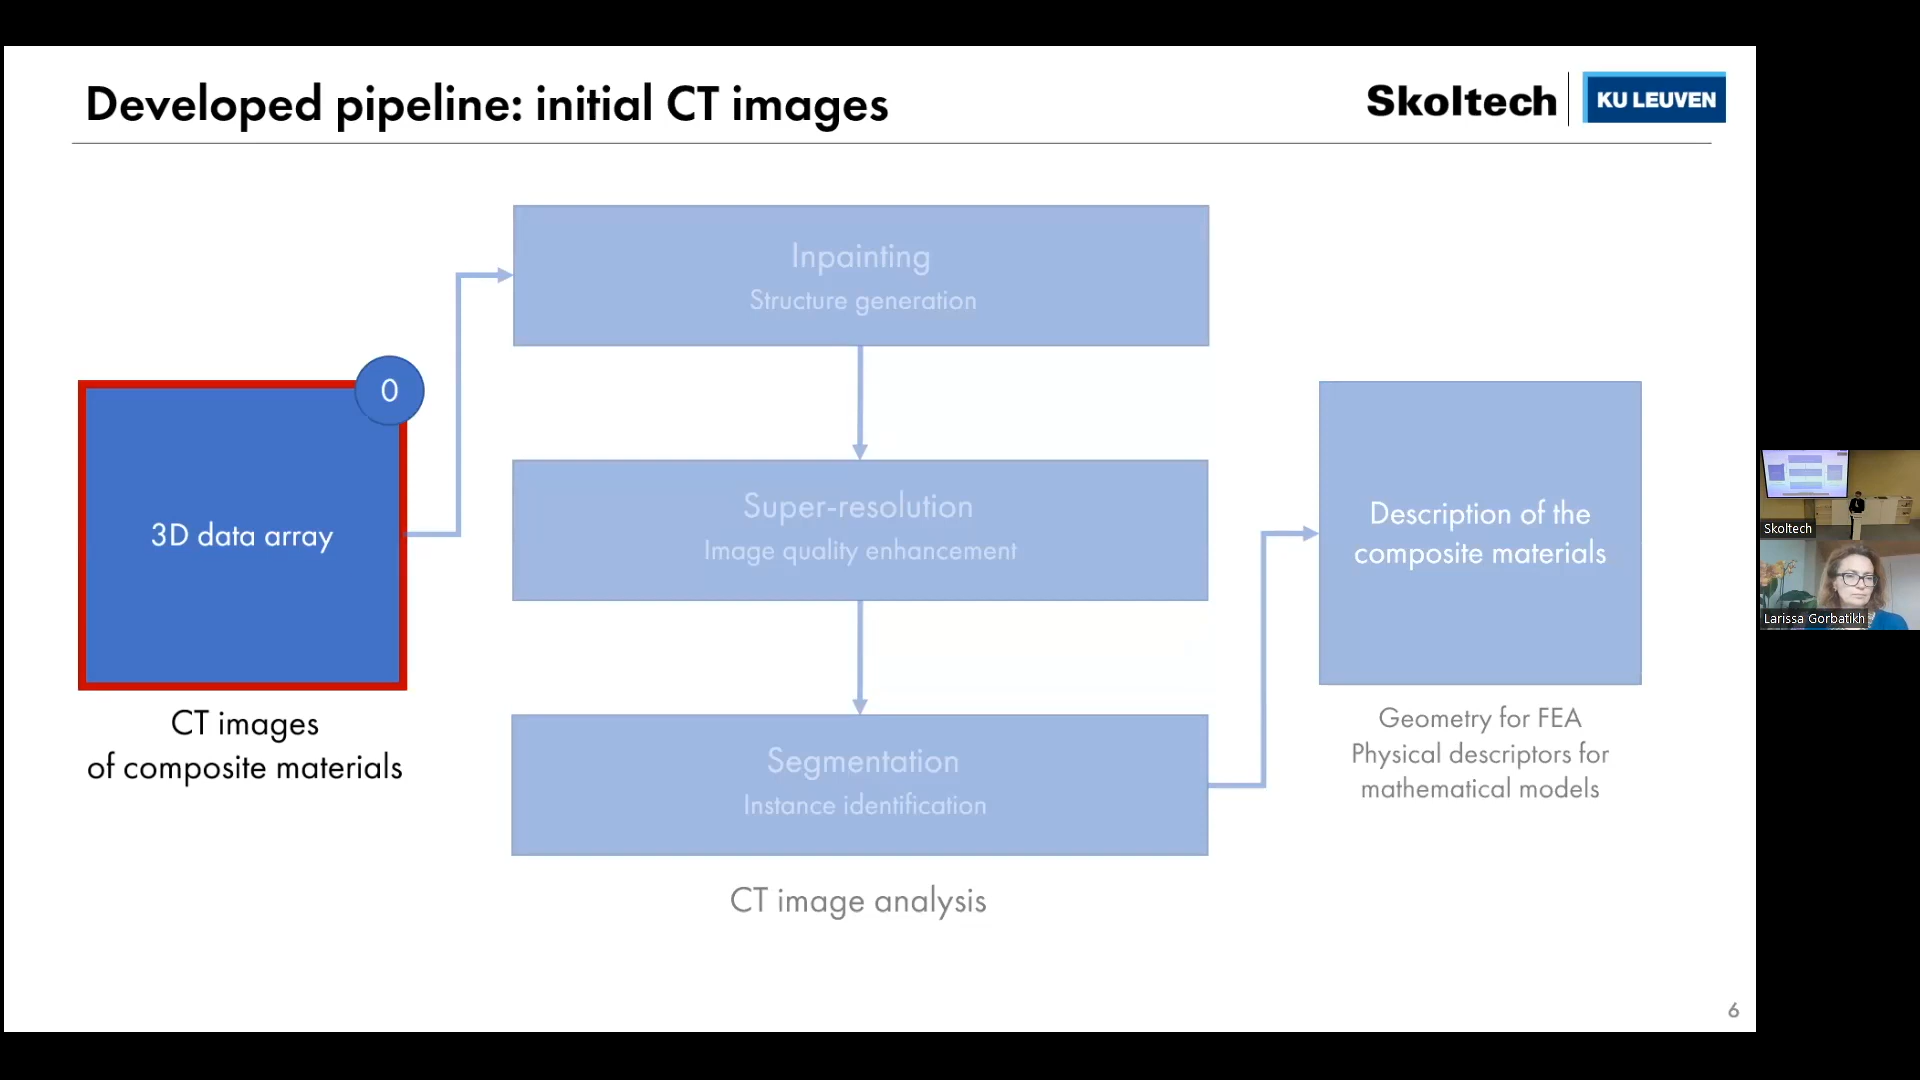 Developed pipeline: initial CT images
Skoltech
KU LEUVEN
Inpainting
Structure generation
0
3D data array
CT images
of composite materials
Super-resolution
Image quality enhancement
Segmentation
Instance identification
CT image analysis
Description of the
composite materials
Geometry for FEA
Physical descriptors for
mathematical models
6
Skoltech
Larissa Gorbatikh